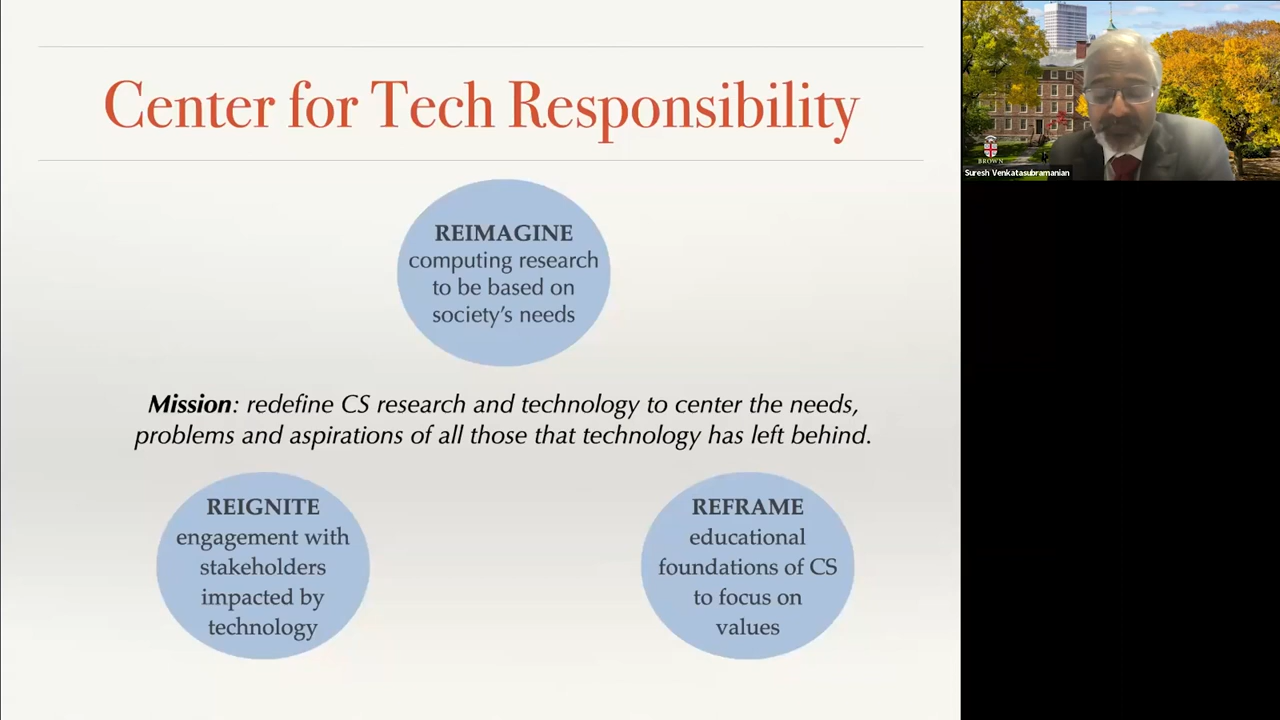 Center for Tech Responsibility
REIMAGINE
computing research
to be based on
society’s needs
Mission: redefine CS research and technology to center the needs,
problems and aspirations of all those that technology has left behind.
REIGNITE
engagement with
stakeholders
impacted by
technology
REFRAME
educational
foundations of CS
to focus on
values
BROWN
Suresh Venkatasubramanian